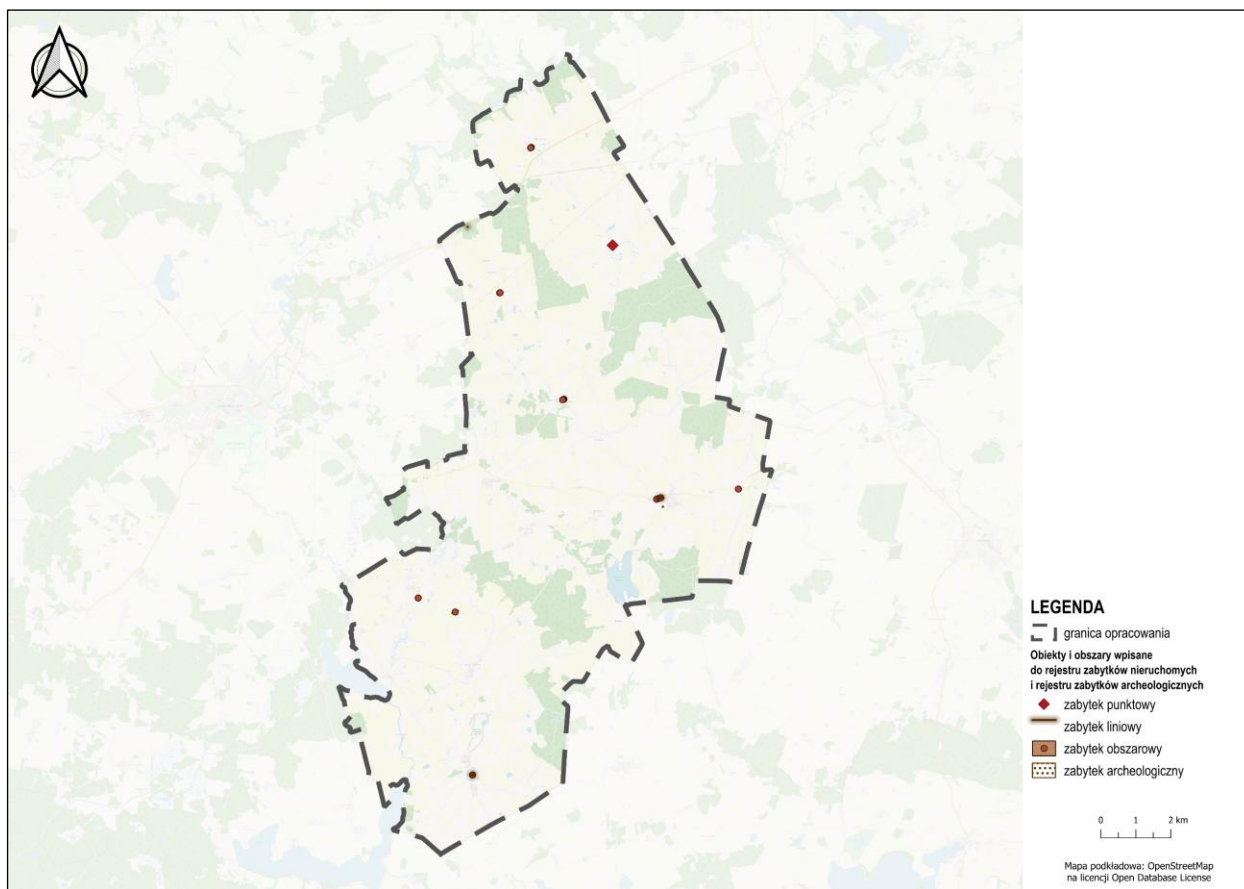 LEGENDA
granica opracowania
Obiekty i obszary wpisane
do rejestru zabytków nieruchomych
i rejestru zabytków archeologicznych
zabytek punktowy
zabytek liniowy
zabytek obszarowy
zabytek archeologiczny
0 1 2 km
Mapa podkładowa: OpenStreetMap
na licencji Open Database License